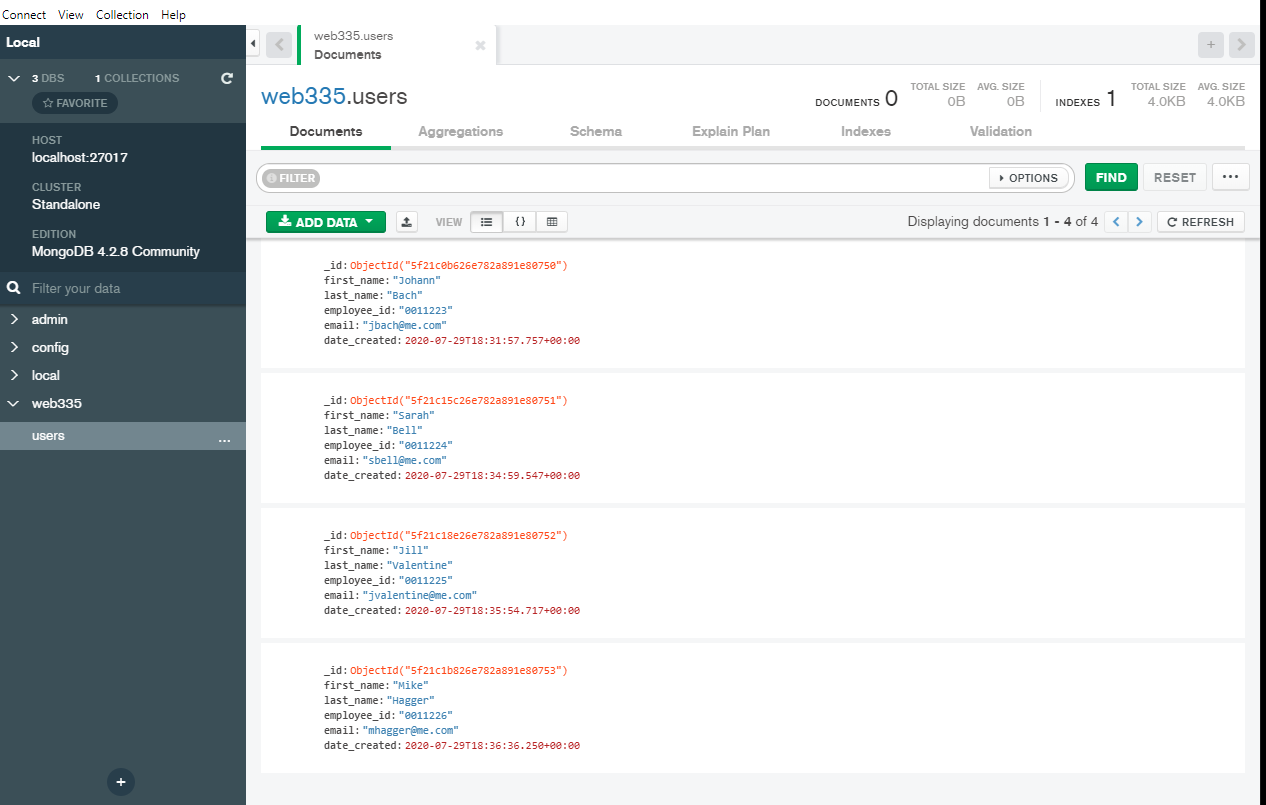 Connect View Collection Help
Local
3 DBS 1 COLLECTIONS
FAVORITE
HOST
localhost:27017
CLUSTER
Standalone
EDITION
MongoDB 4.2.8 Community
Filter your data
admin
config
local
web335
users ...
web335.users
Documents
web335.users
DOCUMENTS 0 TOTAL SIZE 0B AVG. SIZE 0B INDEXES 1 TOTAL SIZE 4.0KB AVG. SIZE 4.0KB
Documents Aggregations Schema Explain Plan Indexes Validation
FILTER OPTIONS FIND RESET ...
ADD DATA VIEW { } Displaying documents 1 - 4 of 4 REFRESH
_id: ObjectId("5f21c0b626e782a891e80750")
first_name: "Johann"
last_name: "Bach"
employee_id: "0011223"
email: "jbach@me.com"
date_created: 2020-07-29T18:31:57.757+00:00
_id: ObjectId("5f21c15c26e782a891e80751")
first_name: "Sarah"
last_name: "Bell"
employee_id: "0011224"
email: "sbell@me.com"
date_created: 2020-07-29T18:34:59.547+00:00
_id: ObjectId("5f21c18e26e782a891e80752")
first_name: "Jill"
last_name: "Valentine"
employee_id: "0011225"
email: "jvalentine@me.com"
date_created: 2020-07-29T18:35:54.717+00:00
_id: ObjectId("5f21c1b826e782a891e80753")
first_name: "Mike"
last_name: "Hagger"
employee_id: "0011226"
email: "mhagger@me.com"
date_created: 2020-07-29T18:36:36.250+00:00